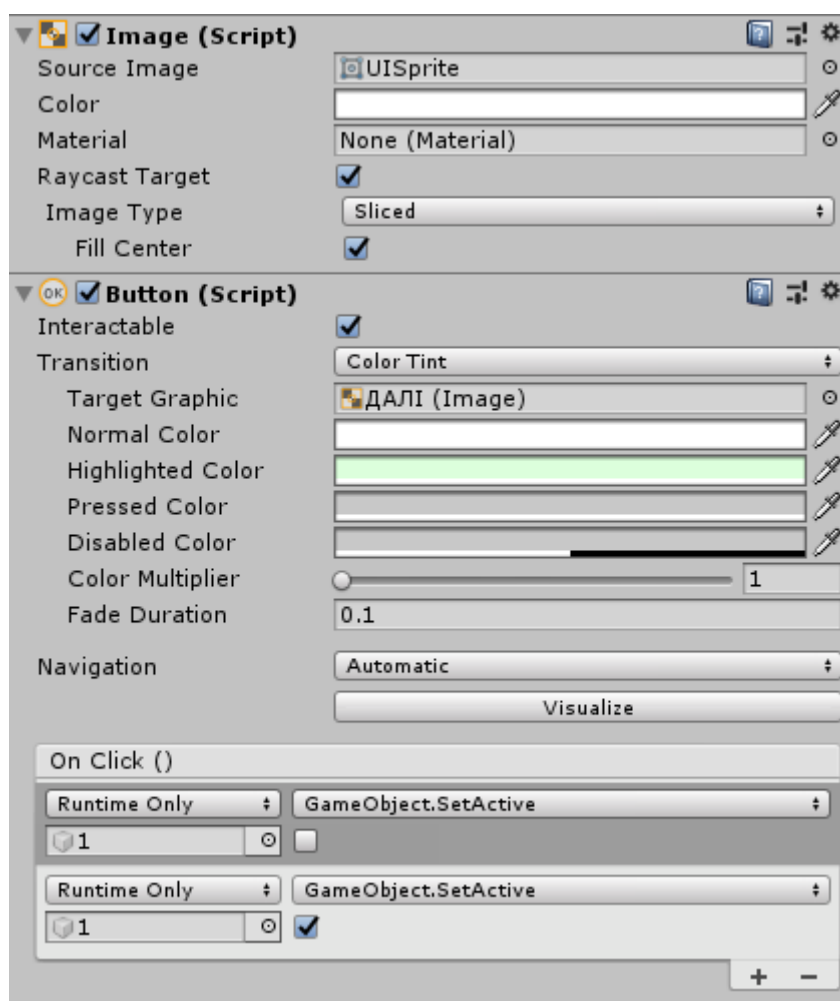 Image (Script)
Source Image UISprite
Color
Material None (Material)
Raycast Target
Image Type Sliced
Fill Center
OK Button (Script)
Interactable
Transition Color Tint
Target Graphic ДАЛІ (Image)
Normal Color
Highlighted Color
Pressed Color
Disabled Color
Color Multiplier 1
Fade Duration 0.1
Navigation Automatic
Visualize
On Click ()
Runtime Only GameObject.SetActive
1
Runtime Only GameObject.SetActive
1
+ −